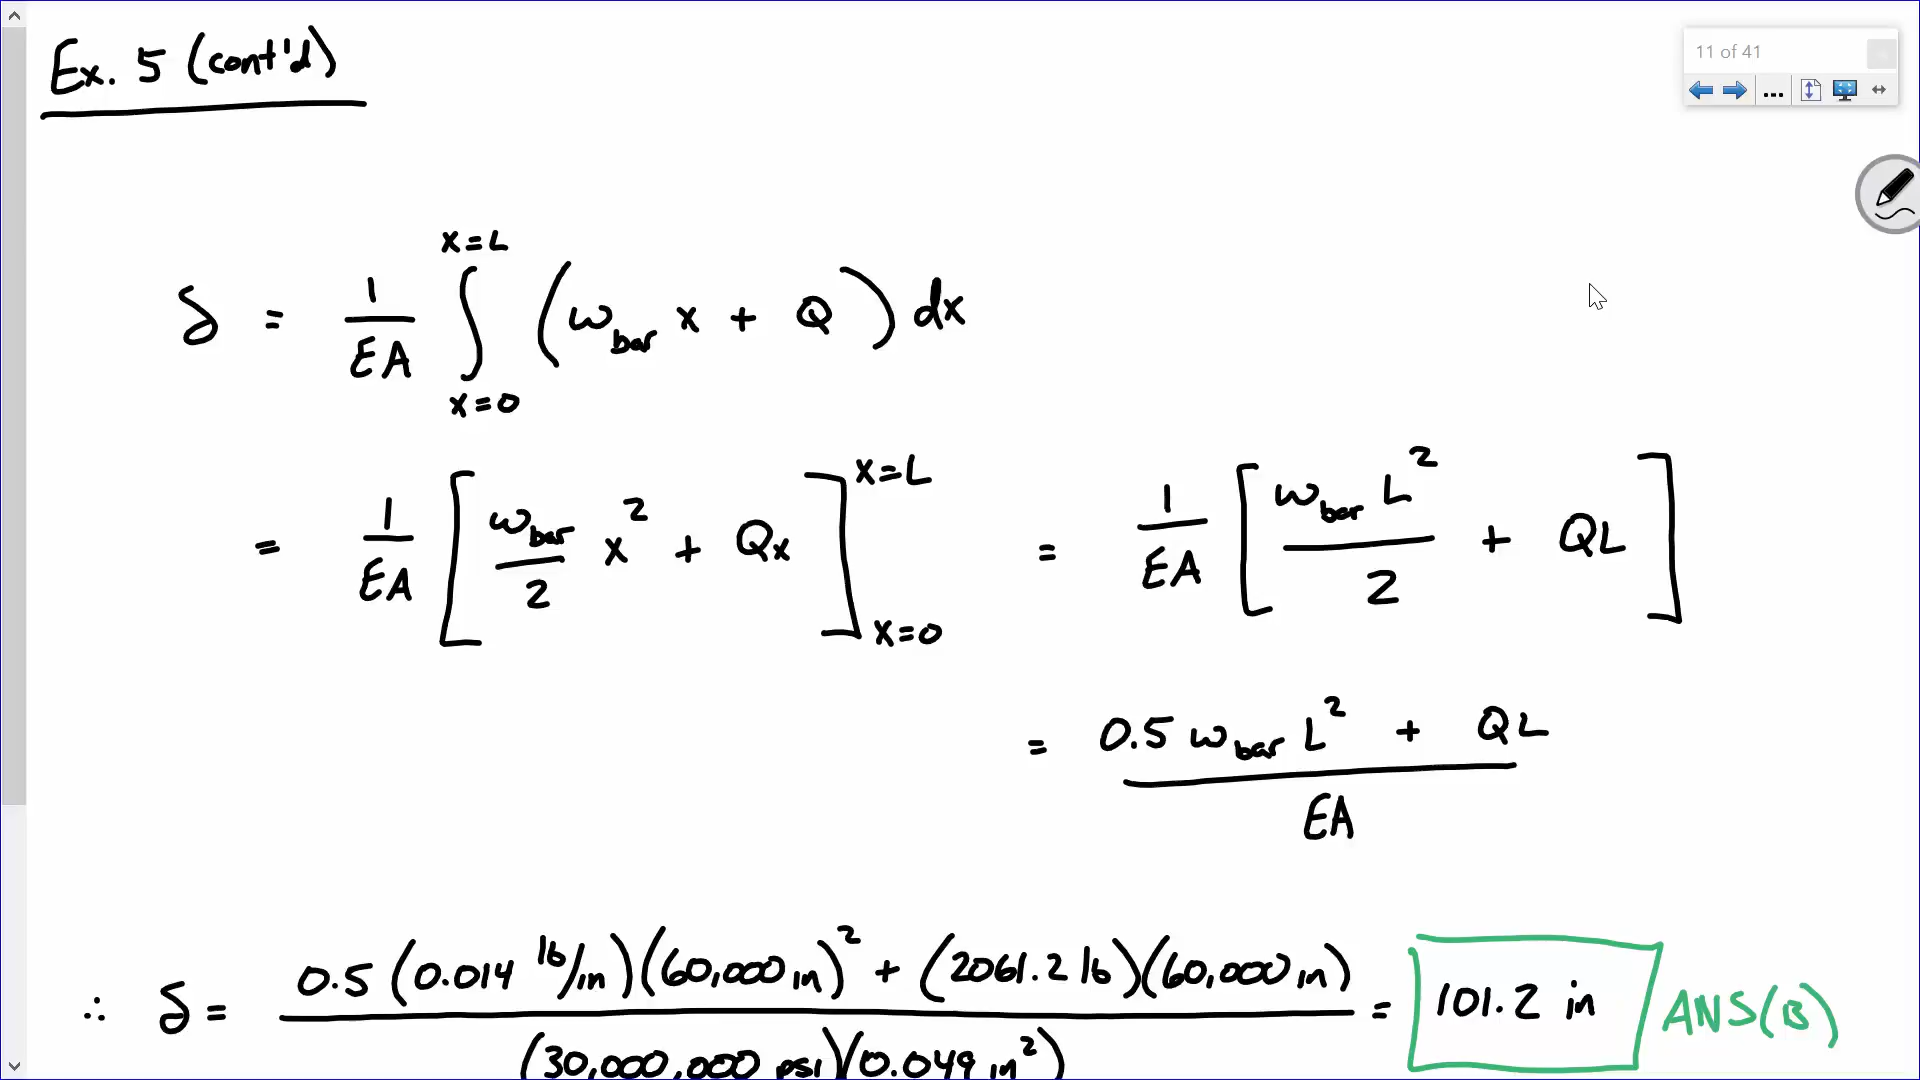 Ex. 5 (cont'd)
11 of 41
δ = 1/EA ∫_{x=0}^{x=L} (w_bar x + Q) dx
= 1/EA [w_bar/2 x² + Qx]_{x=0}^{x=L} = 1/EA [w_bar L²/2 + QL]
= (0.5 w_bar L² + QL)/EA
∴ δ = (0.5 (0.014 lb/in)(60,000 in)² + (2061.2 lb)(60,000 in))/((30,000,000 psi)(0.049 in²)) = 101.2 in ANS(B)